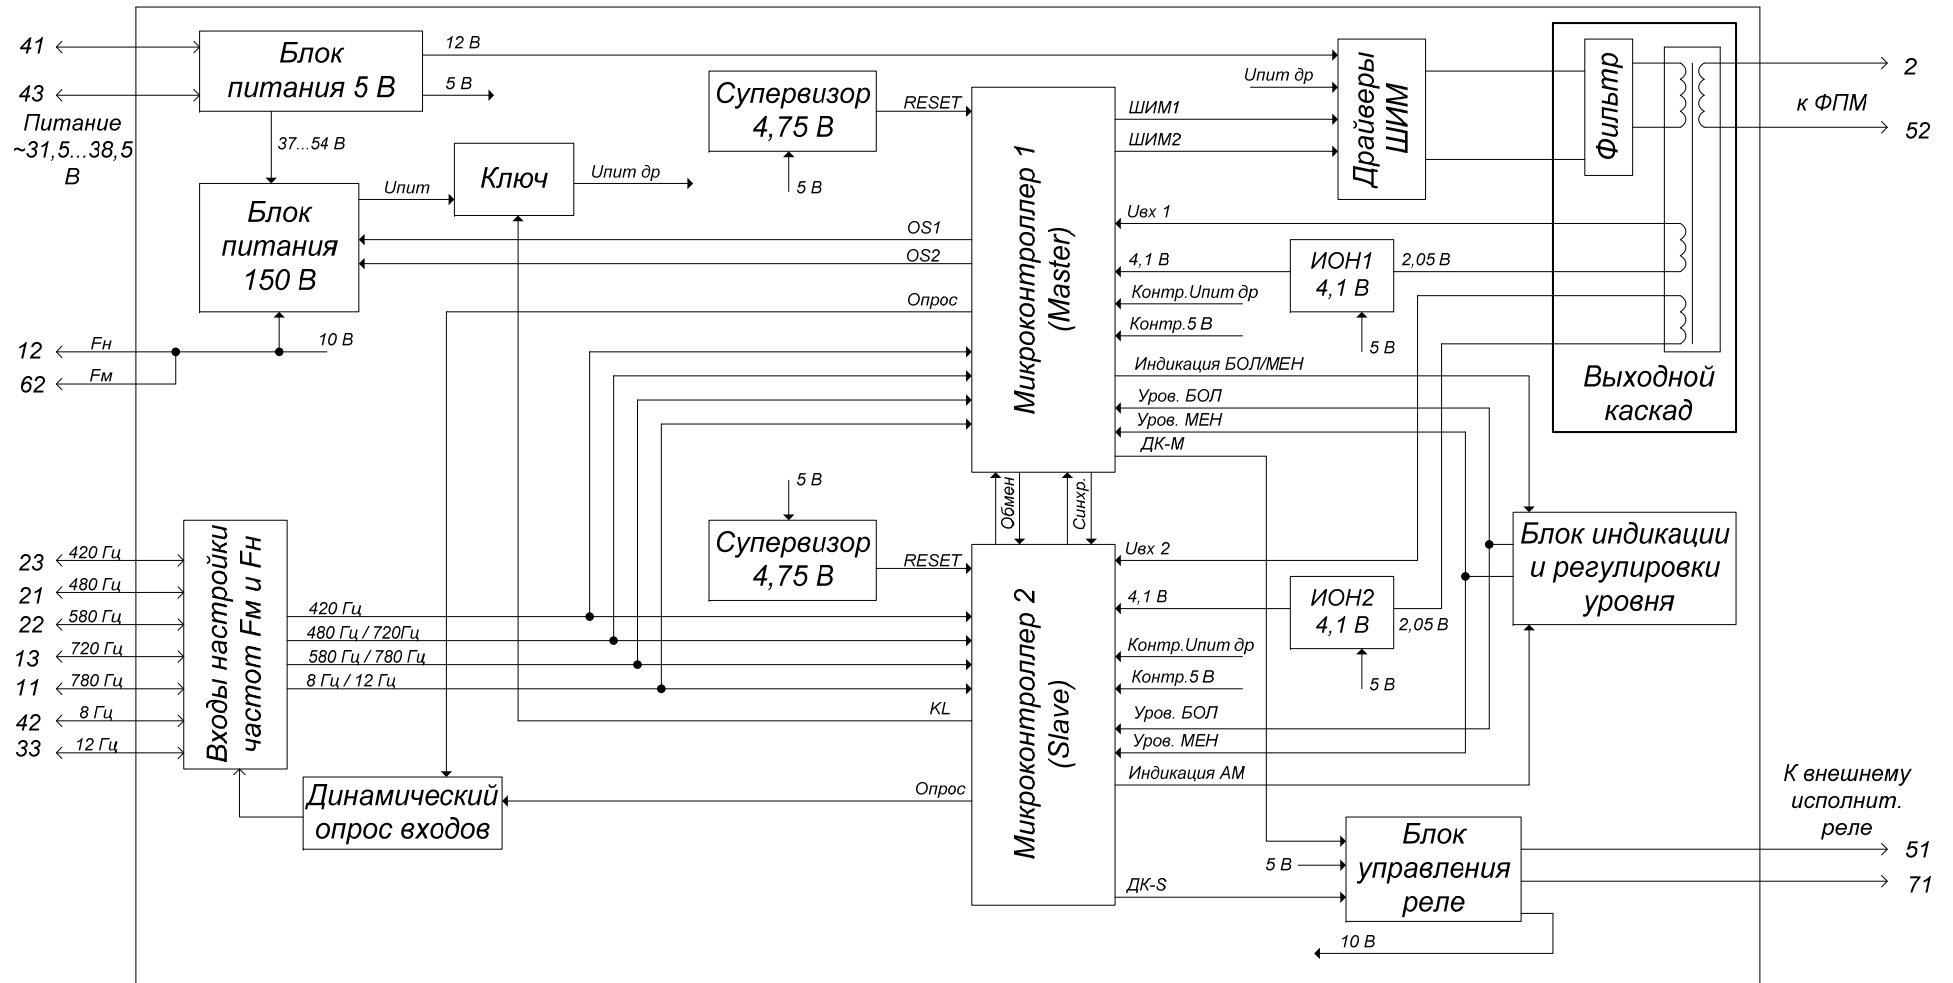 41
43
Питание
~31,5...38,5
В
Блок
питания 5 В
12 В
5 В
37...54 В
Блок
питания
150 В
Uпит
Ключ
Uпит др
Супервизор
4,75 В
5 В
RESET
OS1
OS2
Опрос
12
Fн
10 В
62
Fм
Микроконтроллер 1
(Master)
ШИМ1
ШИМ2
Uпит др
Драйверы
ШИМ
Фильтр
2
к ФПМ
52
Uвх 1
4,1 В
ИОН1
4,1 В
2,05 В
5 В
Контр.Uпит др
Контр.5 В
Индикация БОЛ/МЕН
Уров. БОЛ
Уров. МЕН
ДК-М
Выходной
каскад
Обмен
Синхр.
5 В
Супервизор
4,75 В
RESET
23
420 Гц
21
480 Гц
22
580 Гц
13
720 Гц
11
780 Гц
42
8 Гц
33
12 Гц
Входы настройки
частот Fм и Fн
420 Гц
480 Гц / 720Гц
580 Гц / 780 Гц
8 Гц / 12 Гц
KL
Опрос
Динамический
опрос входов
Микроконтроллер 2
(Slave)
Uвх 2
4,1 В
ИОН2
4,1 В
2,05 В
5 В
Контр.Uпит др
Контр.5 В
Уров. БОЛ
Уров. МЕН
Индикация АМ
ДК-S
Блок индикации
и регулировки
уровня
5 В
Блок
управления
реле
10 В
К внешнему
исполнит.
реле
51
71